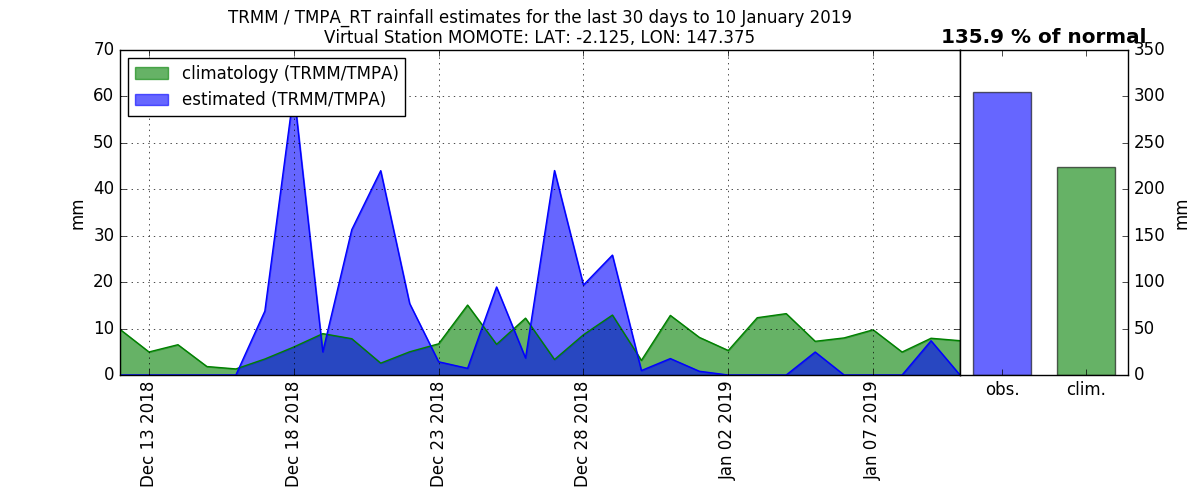 TRMM / TMPA_RT rainfall estimates for the last 30 days to 10 January 2019
Virtual Station MOMOTE: LAT: -2.125, LON: 147.375
135.9 % of normal
climatology (TRMM/TMPA)
estimated (TRMM/TMPA)
70
60
50
40
30
20
10
0
mm
Dec 13 2018
Dec 18 2018
Dec 23 2018
Dec 28 2018
Jan 02 2019
Jan 07 2019
350
300
250
200
150
100
50
0
mm
obs.
clim.